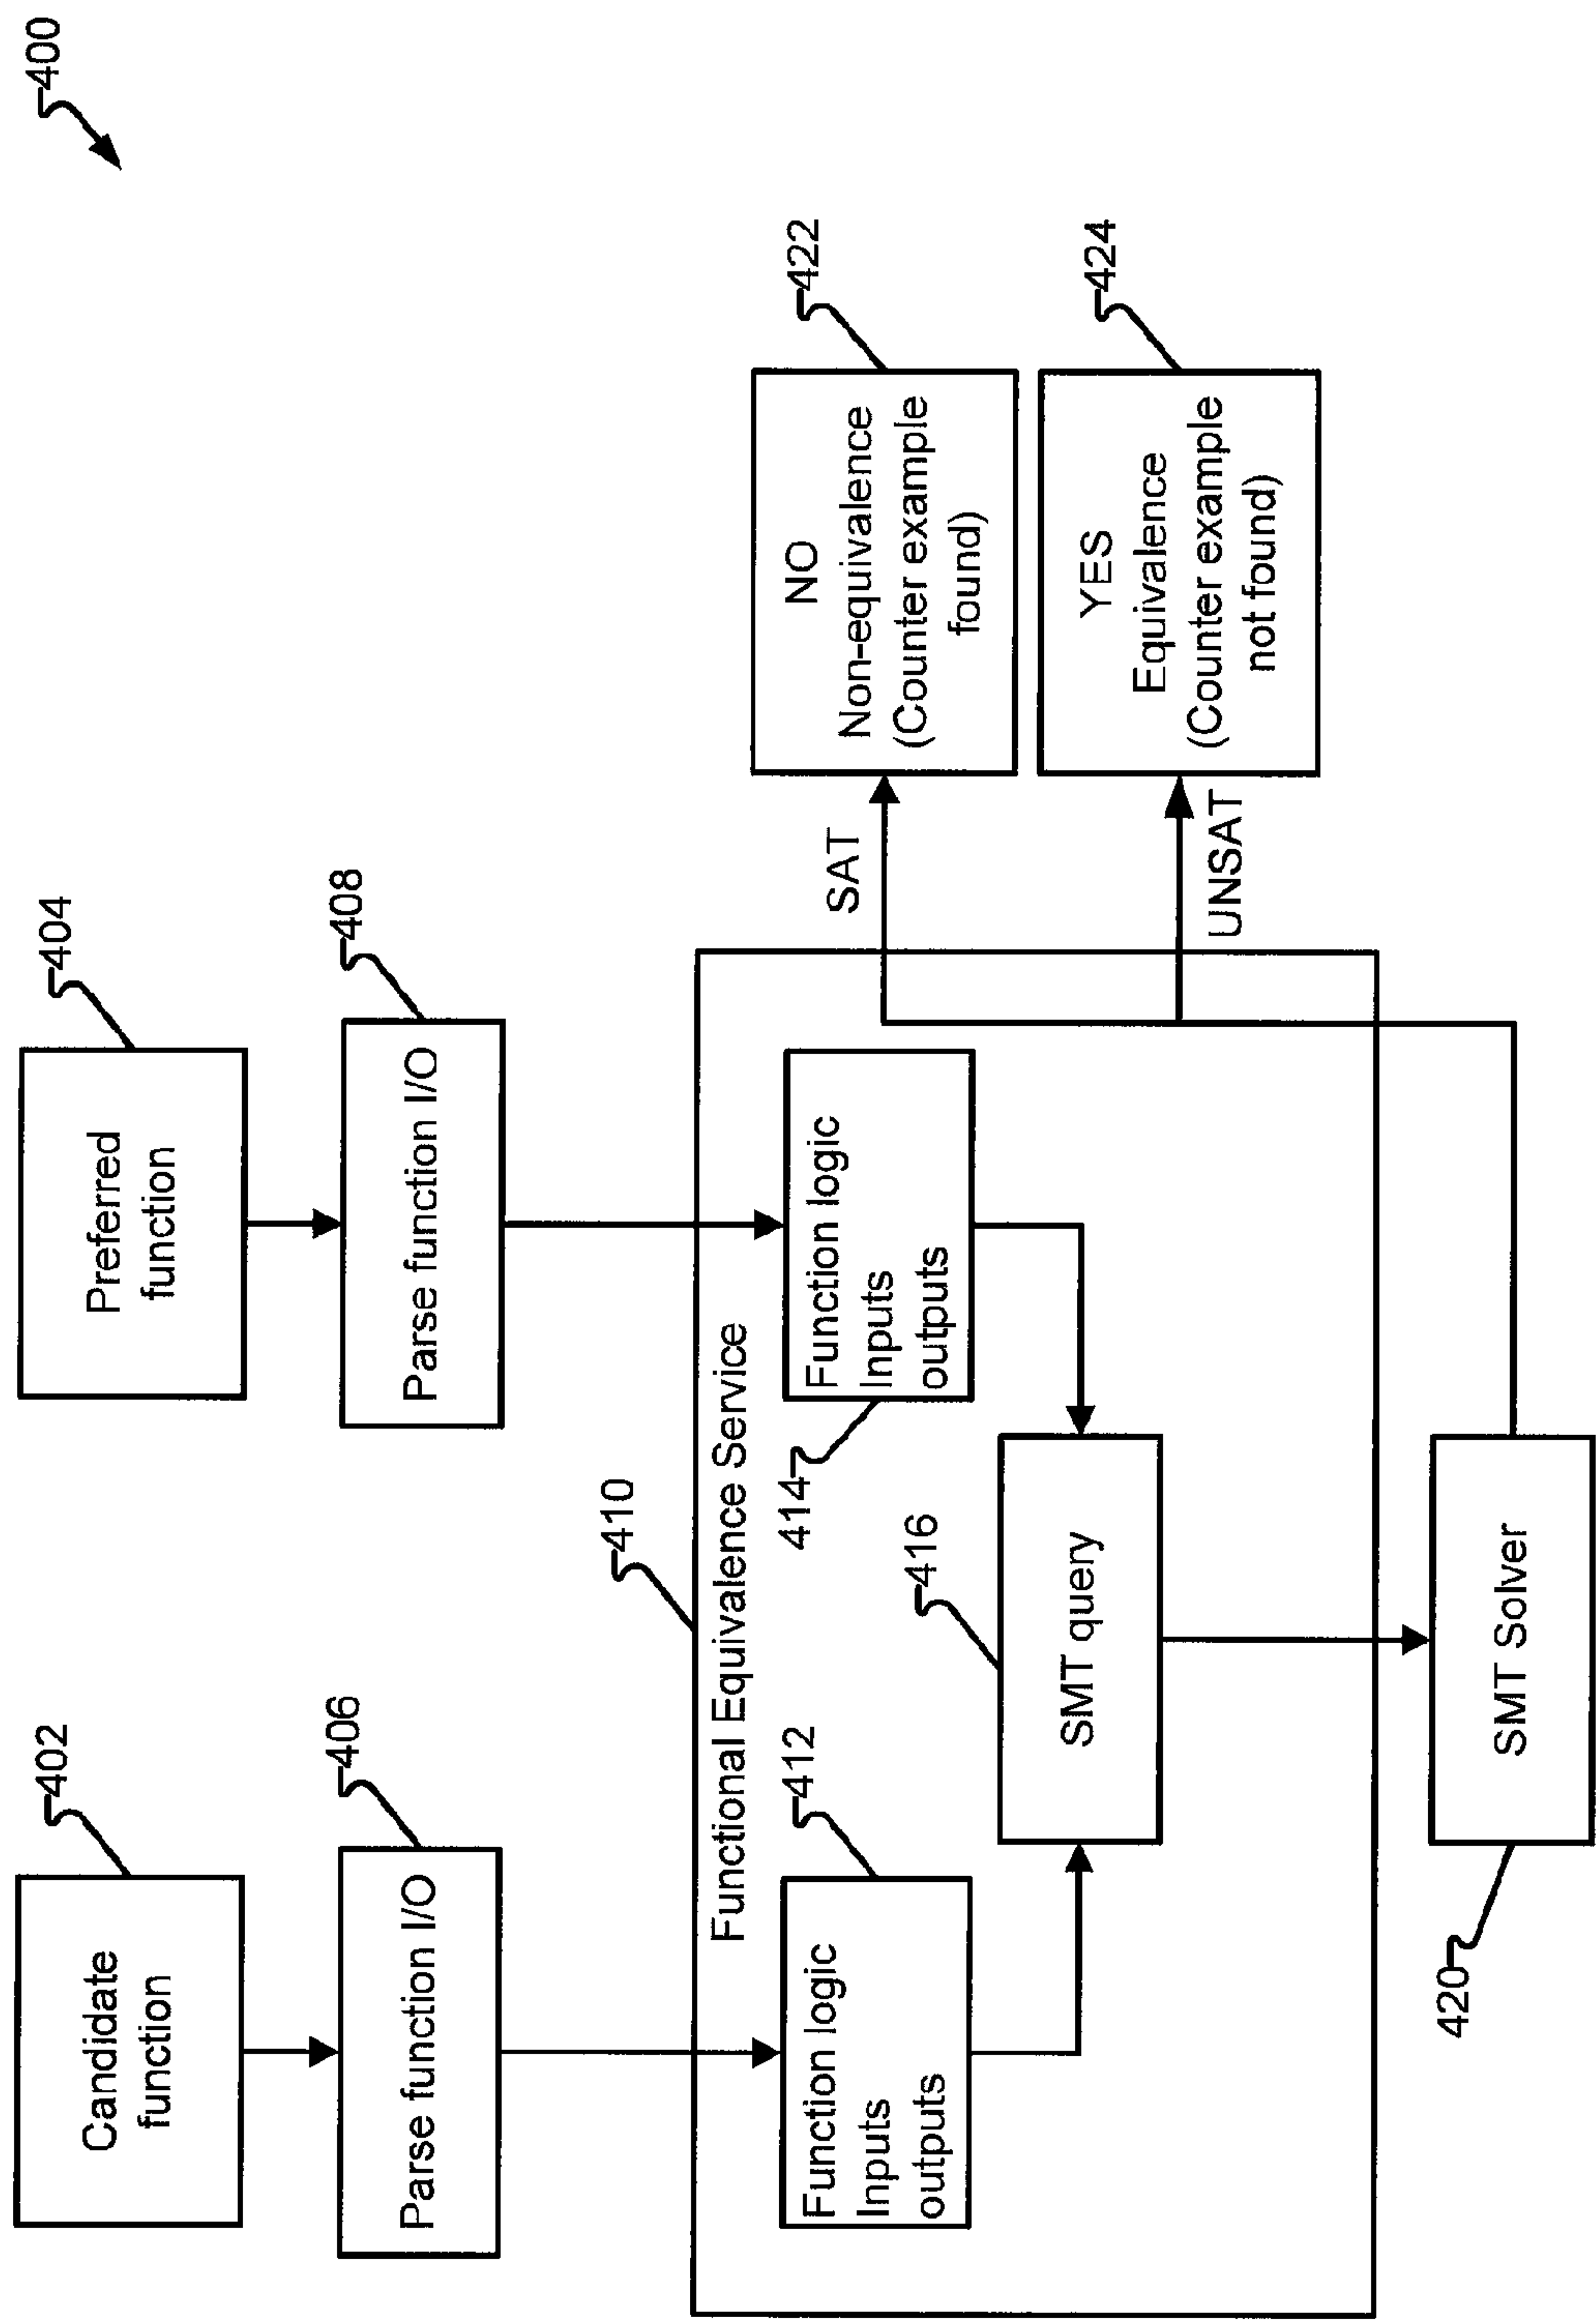 400
402
Candidate
function
404
Preferred
function
406
Parse function I/O
408
Parse function I/O
410
Functional Equivalence Service
412
Function logic
Inputs
outputs
414
Function logic
Inputs
outputs
416
SMT query
SAT
NO
Non-equivalence
(Counter example
found)
422
UNSAT
YES
Equivalence
(Counter example
not found)
424
420
SMT Solver